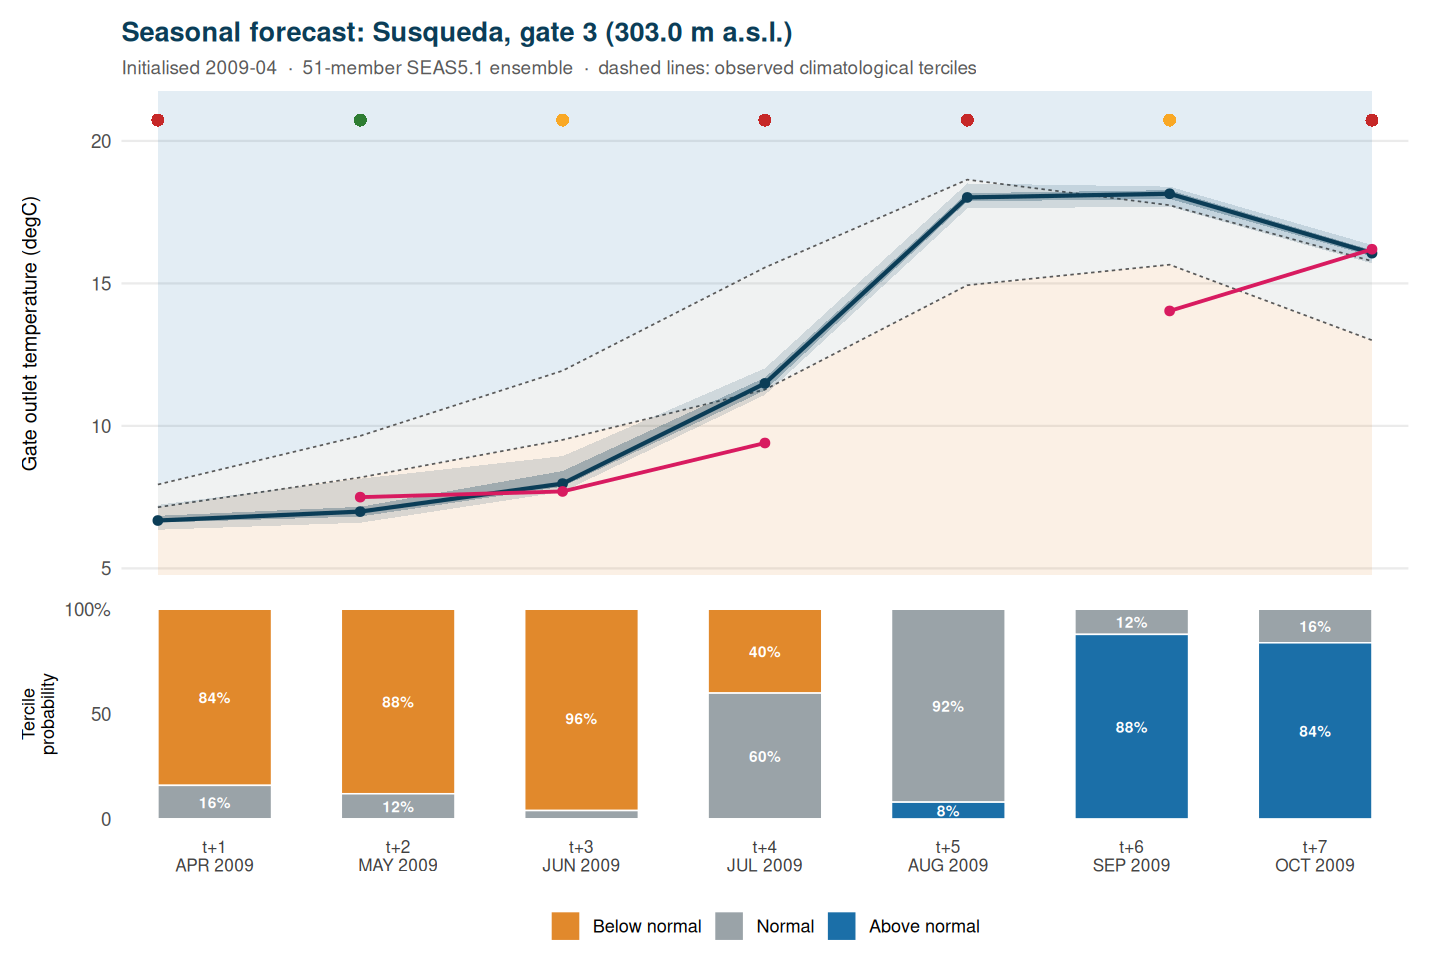 Seasonal forecast: Susqueda, gate 3 (303.0 m a.s.l.)
Initialised 2009-04 · 51-member SEAS5.1 ensemble · dashed lines: observed climatological terciles
Gate outlet temperature (degC)
20
15
10
5
Tercile
probability
100%
50
0
84%
16%
88%
12%
96%
40%
60%
92%
8%
12%
88%
16%
84%
t+1
APR 2009
t+2
MAY 2009
t+3
JUN 2009
t+4
JUL 2009
t+5
AUG 2009
t+6
SEP 2009
t+7
OCT 2009
Below normal
Normal
Above normal